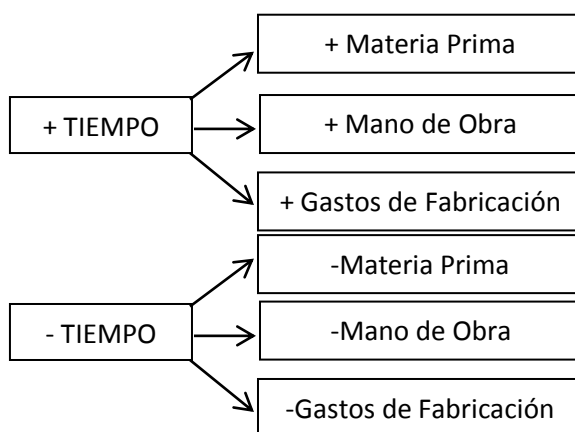 + TIEMPO
+ Materia Prima
+ Mano de Obra
+ Gastos de Fabricación
- TIEMPO
-Materia Prima
-Mano de Obra
-Gastos de Fabricación